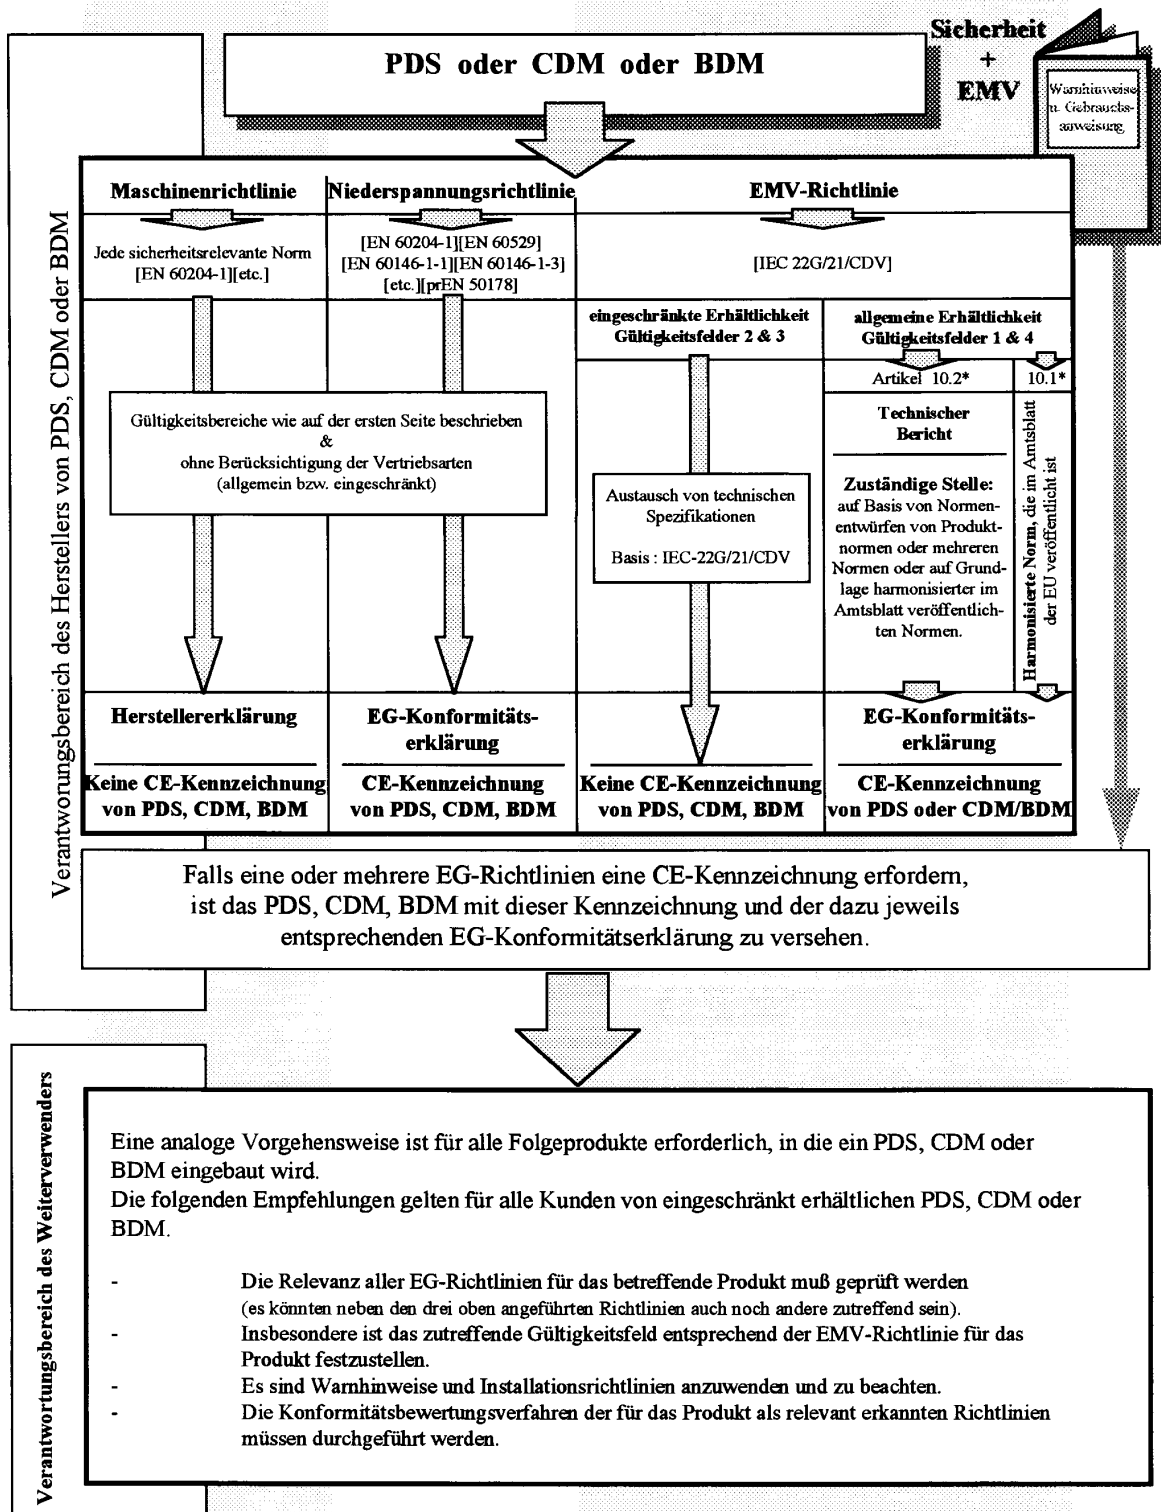 Sicherheit
+
EMV
PDS oder CDM oder BDM
Warnhinweise
u. Gebrauchs-
anweisung
Verantworungsbereich des Herstellers von PDS, CDM oder BDM
Maschinenrichtlinie
Niederspannungsrichtlinie
EMV-Richtlinie
Jede sicherheitsrelevante Norm
[EN 60204-1][etc.]
[EN 60204-1][EN 60529]
[EN 60146-1-1][EN 60146-1-3]
[etc.][prEN 50178]
[IEC 22G/21/CDV]
eingeschränkte Erhältlichkeit
Gültigkeitsfelder 2 & 3
allgemeine Erhältlichkeit
Gültigkeitsfelder 1 & 4
Artikel 10.2*
10.1*
Gültigkeitsbereiche wie auf der ersten Seite beschrieben
&
ohne Berücksichtigung der Vertriebsarten
(allgemein bzw. eingeschränkt)
Austausch von technischen
Spezifikationen
Basis : IEC-22G/21/CDV
Technischer
Bericht
Zuständige Stelle:
auf Basis von Normen-
entwürfen von Produkt-
normen oder mehreren
Normen oder auf Grund-
lage harmonisierter im
Amtsblatt veröffentlich-
ten Normen.
Harmonisierte Norm, die im Amtsblatt
der EU veröffentlicht ist
Herstellererklärung
Keine CE-Kennzeichnung
von PDS, CDM, BDM
EG-Konformitäts-
erklärung
CE-Kennzeichnung
von PDS, CDM, BDM
Keine CE-Kennzeichnung
von PDS, CDM, BDM
EG-Konformitäts-
erklärung
CE-Kennzeichnung
von PDS oder CDM/BDM
Falls eine oder mehrere EG-Richtlinien eine CE-Kennzeichnung erfordern,
ist das PDS, CDM, BDM mit dieser Kennzeichnung und der dazu jeweils
entsprechenden EG-Konformitätserklärung zu versehen.
Verantwortungsbereich des Weiterverwenders
Eine analoge Vorgehensweise ist für alle Folgeprodukte erforderlich, in die ein PDS, CDM oder
BDM eingebaut wird.
Die folgenden Empfehlungen gelten für alle Kunden von eingeschränkt erhältlichen PDS, CDM oder
BDM.
- Die Relevanz aller EG-Richtlinien für das betreffende Produkt muß geprüft werden
(es könnten neben den drei oben angeführten Richtlinien auch noch andere zutreffend sein).
- Insbesondere ist das zutreffende Gültigkeitsfeld entsprechend der EMV-Richtlinie für das
Produkt festzustellen.
- Es sind Warnhinweise und Installationsrichtlinien anzuwenden und zu beachten.
- Die Konformitätsbewertungsverfahren der für das Produkt als relevant erkannten Richtlinien
müssen durchgeführt werden.